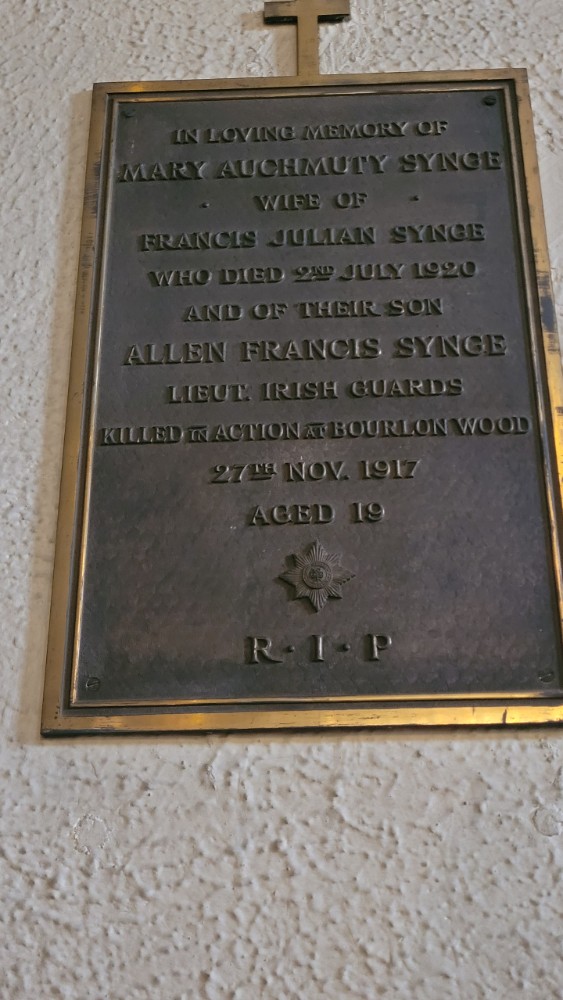 IN LOVING MEMORY OF
MARY AUCHMUTY SYNGE
· WIFE OF ·
FRANCIS JULIAN SYNGE
WHO DIED 2ND JULY 1920
AND OF THEIR SON
ALLEN FRANCIS SYNGE
LIEUT. IRISH GUARDS
KILLED IN ACTION AT BOURLON WOOD
27TH NOV. 1917
AGED 19
R·I·P